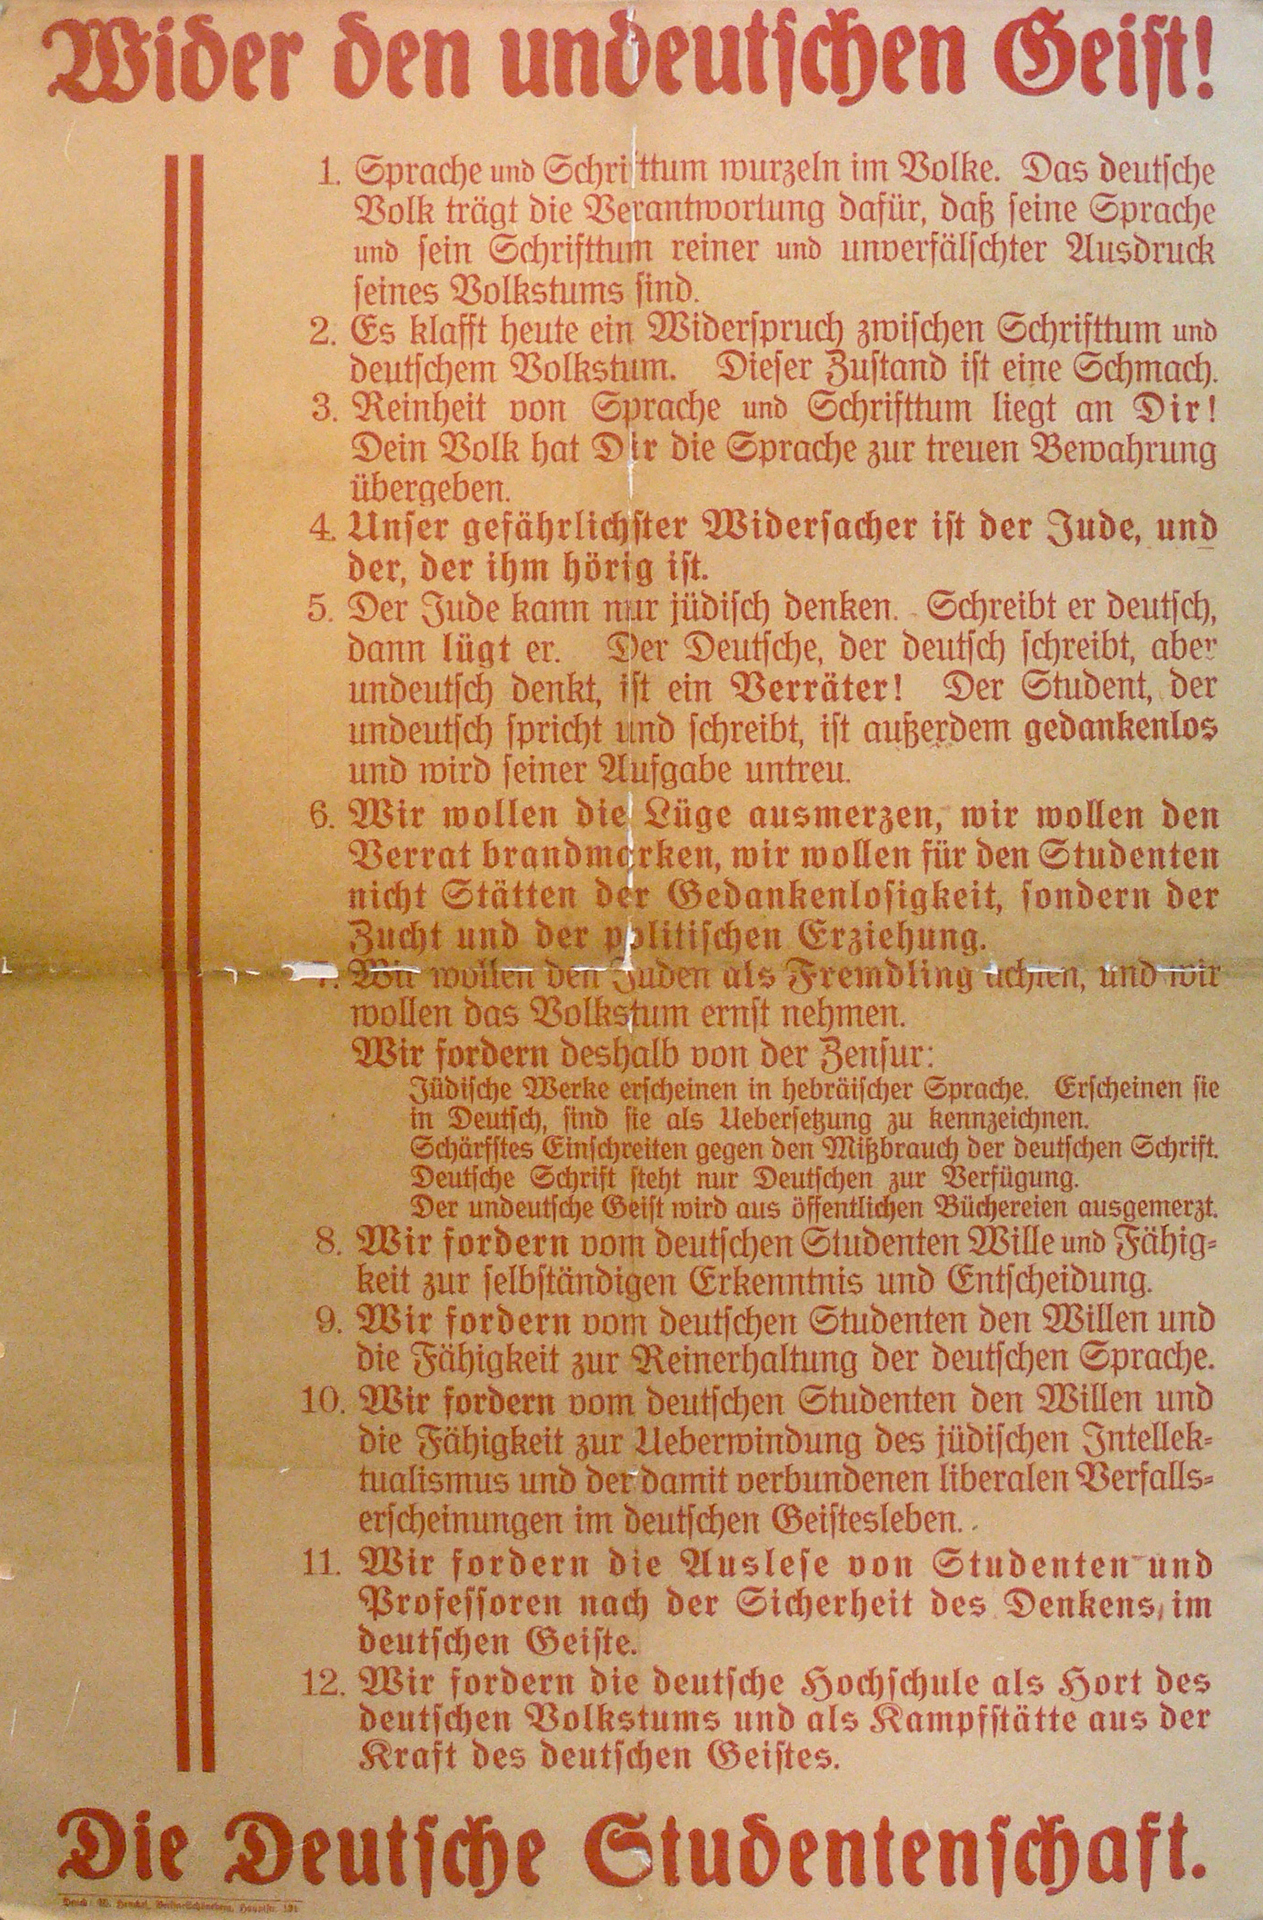 Wider den undeutschen Geist!
1. Sprache und Schrifttum wurzeln im Volke. Das deutsche
Volk trägt die Verantwortung dafür, daß seine Sprache
und sein Schrifttum reiner und unverfälschter Ausdruck
seines Volkstums sind.
2. Es klafft heute ein Widerspruch zwischen Schrifttum und
deutschem Volkstum. Dieser Zustand ist eine Schmach.
3. Reinheit von Sprache und Schrifttum liegt an Dir!
Dein Volk hat Dir die Sprache zur treuen Bewahrung
übergeben.
4. Unser gefährlichster Widersacher ist der Jude, und
der, der ihm hörig ist.
5. Der Jude kann nur jüdisch denken. Schreibt er deutsch,
dann lügt er. Der Deutsche, der deutsch schreibt, aber
undeutsch denkt, ist ein Verräter! Der Student, der
undeutsch spricht und schreibt, ist außerdem gedankenlos
und wird seiner Aufgabe untreu.
6. Wir wollen die Lüge ausmerzen, wir wollen den
Verrat brandmarken, wir wollen für den Studenten
nicht Stätten der Gedankenlosigkeit, sondern der
Zucht und der politischen Erziehung.
7. Wir wollen den Juden als Fremdling achten, und wir
wollen das Volkstum ernst nehmen.
Wir fordern deshalb von der Zensur:
Jüdische Werke erscheinen in hebräischer Sprache. Erscheinen sie
in Deutsch, sind sie als Uebersetzung zu kennzeichnen.
Schärfstes Einschreiten gegen den Mißbrauch der deutschen Schrift.
Deutsche Schrift steht nur Deutschen zur Verfügung.
Der undeutsche Geist wird aus öffentlichen Büchereien ausgemerzt.
8. Wir fordern vom deutschen Studenten Wille und Fähig-
keit zur selbständigen Erkenntnis und Entscheidung.
9. Wir fordern vom deutschen Studenten den Willen und
die Fähigkeit zur Reinerhaltung der deutschen Sprache.
10. Wir fordern vom deutschen Studenten den Willen und
die Fähigkeit zur Ueberwindung des jüdischen Intellek-
tualismus und der damit verbundenen liberalen Verfalls-
erscheinungen im deutschen Geistesleben.
11. Wir fordern die Auslese von Studenten und
Professoren nach der Sicherheit des Denkens im
deutschen Geiste.
12. Wir fordern die deutsche Hochschule als Hort des
deutschen Volkstums und als Kampfstätte aus der
Kraft des deutschen Geistes.
Die Deutsche Studentenschaft.
Druck: W. Berlin-Schöneberg, Hauptstr.